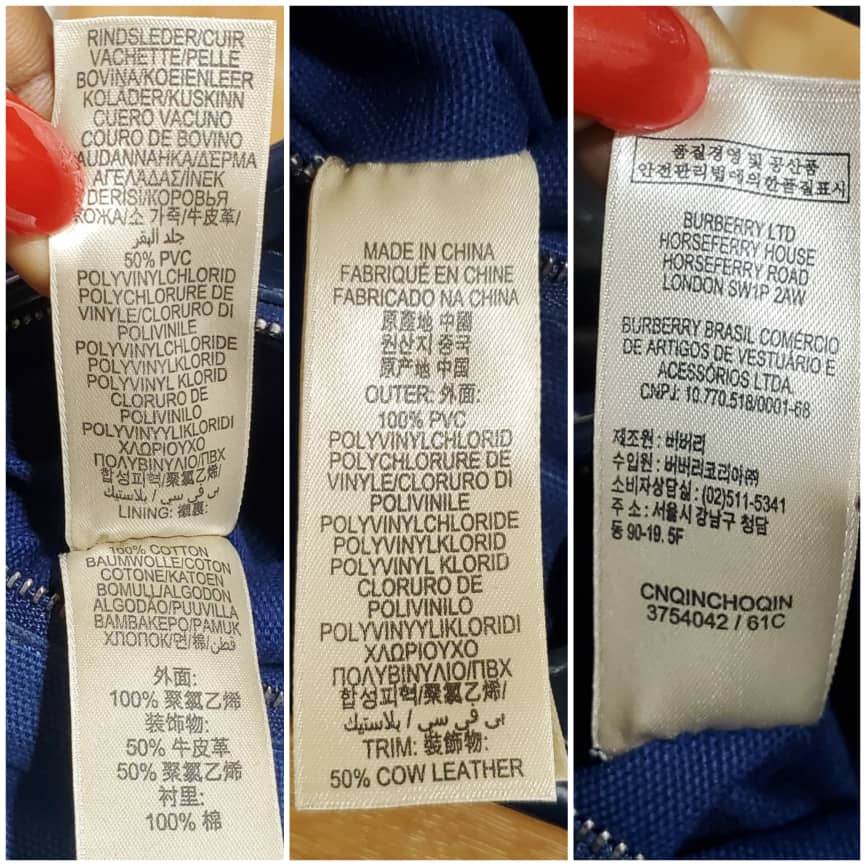 RINDSLEDER/CUIR
VACHETTE/PELLE
BOVINA/KOEIENLEER
KOLÄDER/KUSKINN
CUERO VACUNO
COURO DE BOVINO
AUDANNAHKA/ΔΕΡΜΑ
ΑΓΕΛΑΔΑΣ/INEK
DERISI/КОРОВЬЯ
КОЖА/소 가죽/牛皮革/
جلد البقر
50% PVC
POLYVINYLCHLORID
POLYCHLORURE DE
VINYLE/CLORURO DI
POLIVINILE
POLYVINYLCHLORIDE
POLYVINYLKLORID
POLYVINYL KLORID
CLORURO DE
POLIVINILO
POLYVINYYLIKLORIDI
ΧΛΩΡΙΟΥΧΟ
ΠΟΛΥΒΙΝΥΛΙΟ/ПВХ
합성피혁/聚氯乙烯/
بي في سي / بلاستيك
LINING: 襯裏:
100% COTTON
BAUMWOLLE/COTON
COTONE/KATOEN
BOMULL/ALGODON
ALGODÃO/PUUVILLA
ΒΑΜΒΑΚΕΡΟ/PAMUK
ХЛОПОК/면/棉/قطن
外面:
100% 聚氯乙烯
装饰物:
50% 牛皮革
50% 聚氯乙烯
衬里:
100% 棉
MADE IN CHINA
FABRIQUÉ EN CHINE
FABRICADO NA CHINA
原產地 中國
원산지 중국
原产地 中国
OUTER: 外面:
100% PVC
POLYVINYLCHLORID
POLYCHLORURE DE
VINYLE/CLORURO DI
POLIVINILE
POLYVINYLCHLORIDE
POLYVINYLKLORID
POLYVINYL KLORID
CLORURO DE
POLIVINILO
POLYVINYYLIKLORIDI
ΧΛΩΡΙΟΥΧΟ
ΠΟΛΥΒΙΝΥΛΙΟ/ПВХ
합성피혁/聚氯乙烯/
بي في سي / بلاستيك
TRIM: 裝飾物:
50% COW LEATHER
품질경영 및 공산품
안전관리법에의한품질표시
BURBERRY LTD
HORSEFERRY HOUSE
HORSEFERRY ROAD
LONDON SW1P 2AW
BURBERRY BRASIL COMÉRCIO
DE ARTIGOS DE VESTUÁRIO E
ACESSÓRIOS LTDA.
CNPJ: 10.770.518/0001-68
제조원 : 버버리
수입원 : 버버리코리아㈜
소비자상담실 : (02)511-5341
주 소 : 서울시 강남구 청담
동 90-19. 5F
CNQINCHOQIN
3754042 / 61C